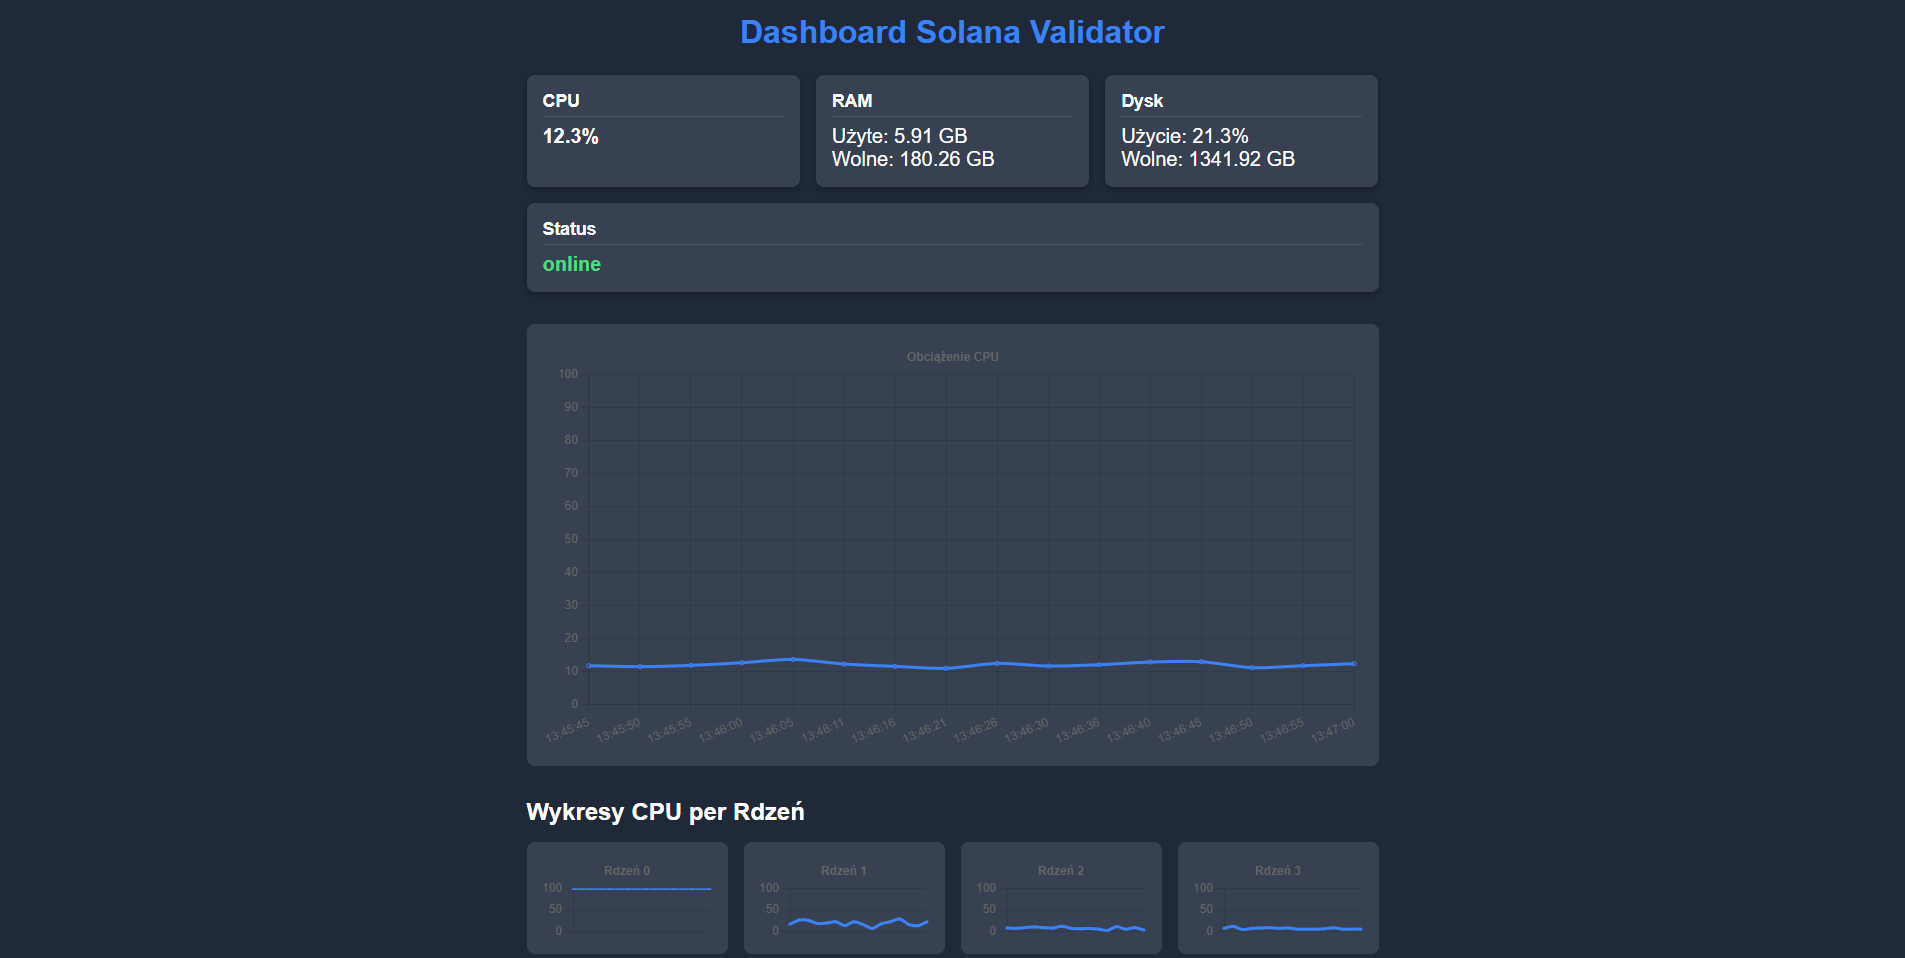 Dashboard Solana Validator
CPU
12.3%
RAM
Użyte: 5.91 GB
Wolne: 180.26 GB
Dysk
Użycie: 21.3%
Wolne: 1341.92 GB
Status
online
Obciążenie CPU
100
90
80
70
60
50
40
30
20
10
0
13:45:45 13:45:50 13:45:55 13:46:00 13:46:05 13:46:11 13:46:16 13:46:21 13:46:26 13:46:30 13:46:36 13:46:40 13:46:45 13:46:50 13:46:55 13:47:00
Wykresy CPU per Rdzeń
Rdzeń 0
100
50
0
Rdzeń 1
100
50
0
Rdzeń 2
100
50
0
Rdzeń 3
100
50
0